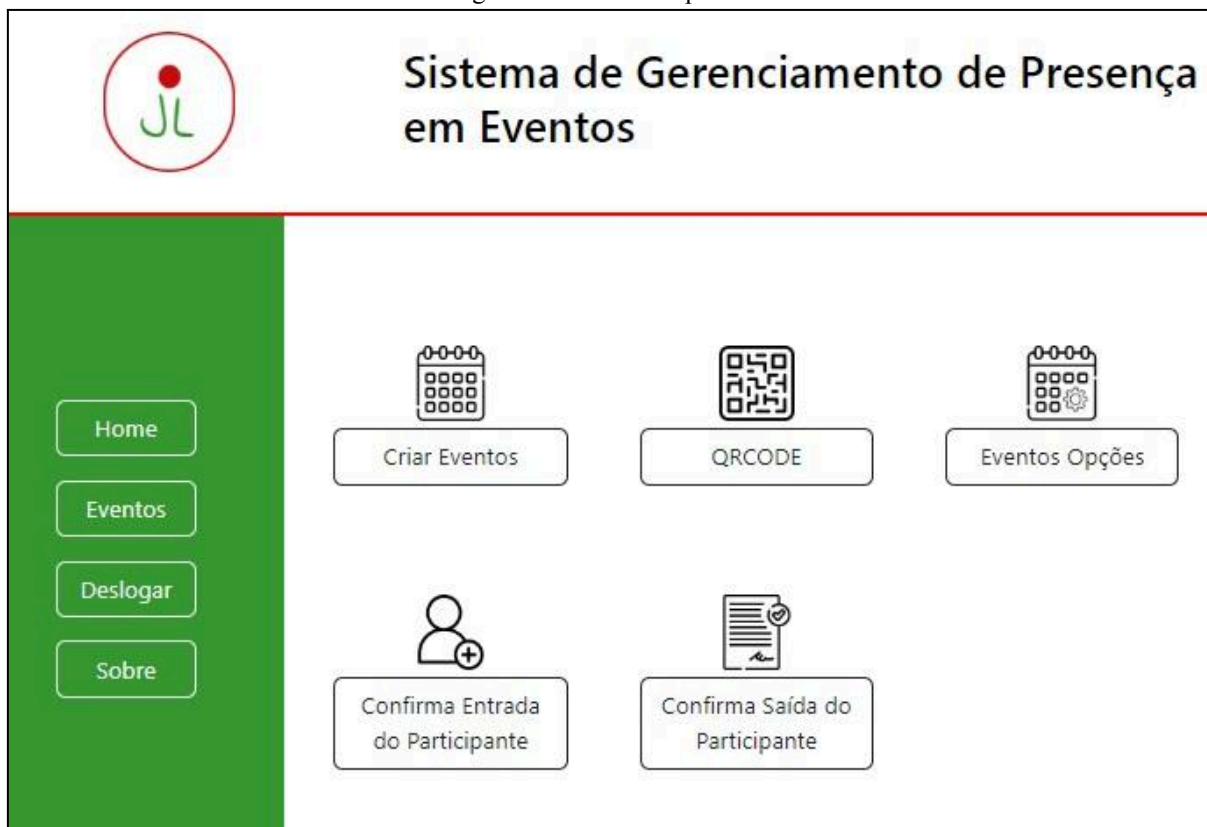 JL
Sistema de Gerenciamento de Presença
em Eventos
Home
Eventos
Deslogar
Sobre
Criar Eventos
QRCODE
Eventos Opções
Confirma Entrada
do Participante
Confirma Saída do
Participante